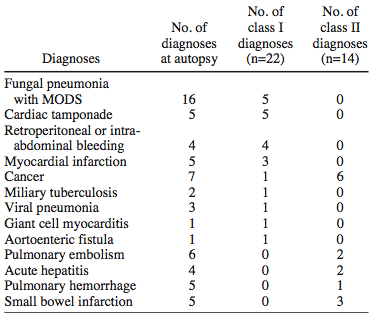 No. of No. of No. of
diagnoses class I class II
at autopsy diagnoses diagnoses
Diagnoses (n=22) (n=14)
Fungal pneumonia
with MODS 16 5 0
Cardiac tamponade 5 5 0
Retroperitoneal or intra-
abdominal bleeding 4 4 0
Myocardial infarction 5 3 0
Cancer 7 1 6
Miliary tuberculosis 2 1 0
Viral pneumonia 3 1 0
Giant cell myocarditis 1 1 0
Aortoenteric fistula 1 1 0
Pulmonary embolism 6 0 2
Acute hepatitis 4 0 2
Pulmonary hemorrhage 5 0 1
Small bowel infarction 5 0 3